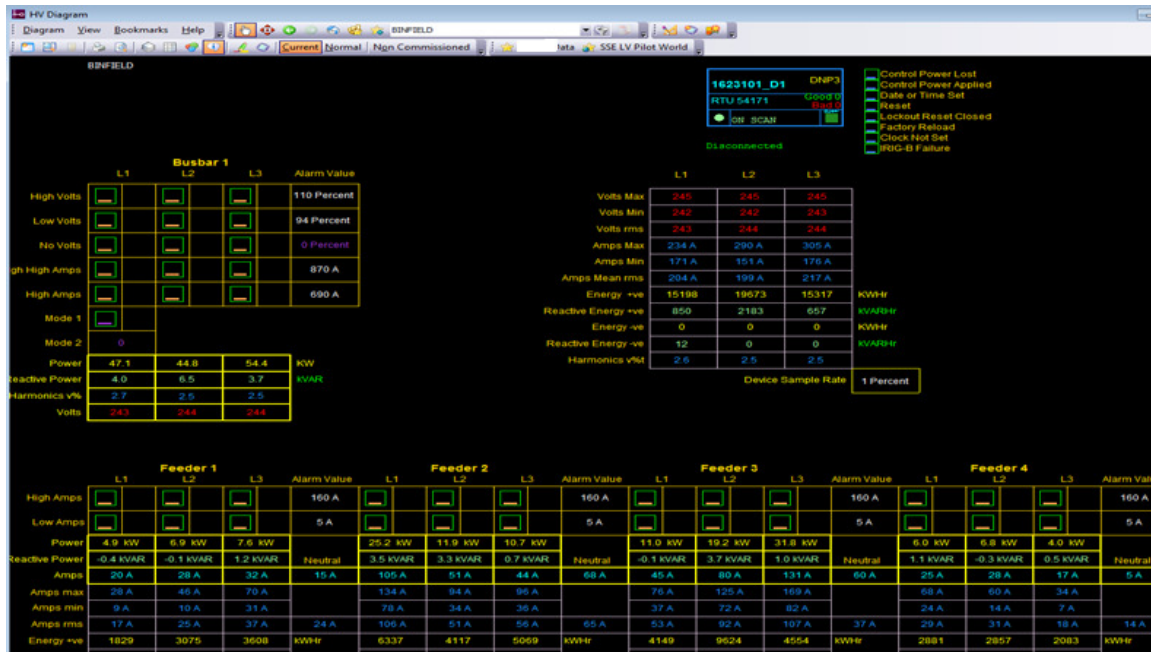 HV Diagram
Diagram View Bookmarks Help BINFIELD
Current Normal Non Commissioned lata SSE LV Pilot World
BINFIELD
1623101_D1 DNP3
RTU 54171 Good 0
Bad 0
ON SCAN
Disconnected
Control Power Lost
Control Power Applied
Date or Time Set
Reset
Lockout Reset Closed
Factory Reload
Clock Not Set
IRIG-B Failure
Busbar 1
L1 L2 L3 Alarm Value
High Volts 110 Percent
Low Volts 94 Percent
No Volts 0 Percent
gh High Amps 870 A
High Amps 690 A
Mode 1
Mode 2 0
Power 47.1 44.8 54.4 KW
Reactive Power 4.0 6.5 3.7 kVAR
Harmonics v% 2.7 2.5 2.5
Volts 243 244 244
L1 L2 L3
Volts Max 245 245 245
Volts Min 242 242 243
Volts rms 243 244 244
Amps Max 234 A 290 A 305 A
Amps Min 171 A 151 A 176 A
Amps Mean rms 204 A 199 A 217 A
Energy +ve 15198 19673 15317 KWHr
Reactive Energy +ve 850 2183 657 kVARHr
Energy -ve 0 0 0 KWHr
Reactive Energy -ve 12 0 0 kVARHr
Harmonics v%t 2.6 2.5 2.5
Device Sample Rate 1 Percent
Feeder 1 Feeder 2 Feeder 3 Feeder 4
L1 L2 L3 Alarm Value L1 L2 L3 Alarm Value L1 L2 L3 Alarm Value L1 L2 L3 Alarm Val
High Amps 160 A 160 A 160 A 160 A
Low Amps 5 A 5 A 5 A 5 A
Power 4.9 kW 6.9 kW 7.6 kW 25.2 kW 11.9 kW 10.7 kW 11.0 kW 19.2 kW 31.8 kW 6.0 kW 6.8 kW 4.0 kW
Reactive Power -0.4 kVAR -0.1 kVAR 1.2 kVAR Neutral 3.5 kVAR 3.3 kVAR 0.7 kVAR Neutral -0.1 kVAR 3.7 kVAR 1.0 kVAR Neutral 1.1 kVAR -0.3 kVAR 0.5 kVAR Neutral
Amps 20 A 28 A 32 A 15 A 105 A 51 A 44 A 68 A 45 A 80 A 131 A 60 A 25 A 28 A 17 A 5 A
Amps max 28 A 46 A 70 A 134 A 94 A 96 A 76 A 125 A 169 A 68 A 60 A 34 A
Amps min 9 A 10 A 31 A 78 A 34 A 36 A 37 A 72 A 82 A 24 A 14 A 7 A
Amps rms 17 A 25 A 37 A 24 A 106 A 51 A 56 A 65 A 53 A 92 A 107 A 37 A 29 A 31 A 18 A 14 A
Energy +ve 1829 3075 3608 kWHr 6337 4117 5069 kWHr 4149 9624 4554 kWHr 2881 2857 2083 kWHr